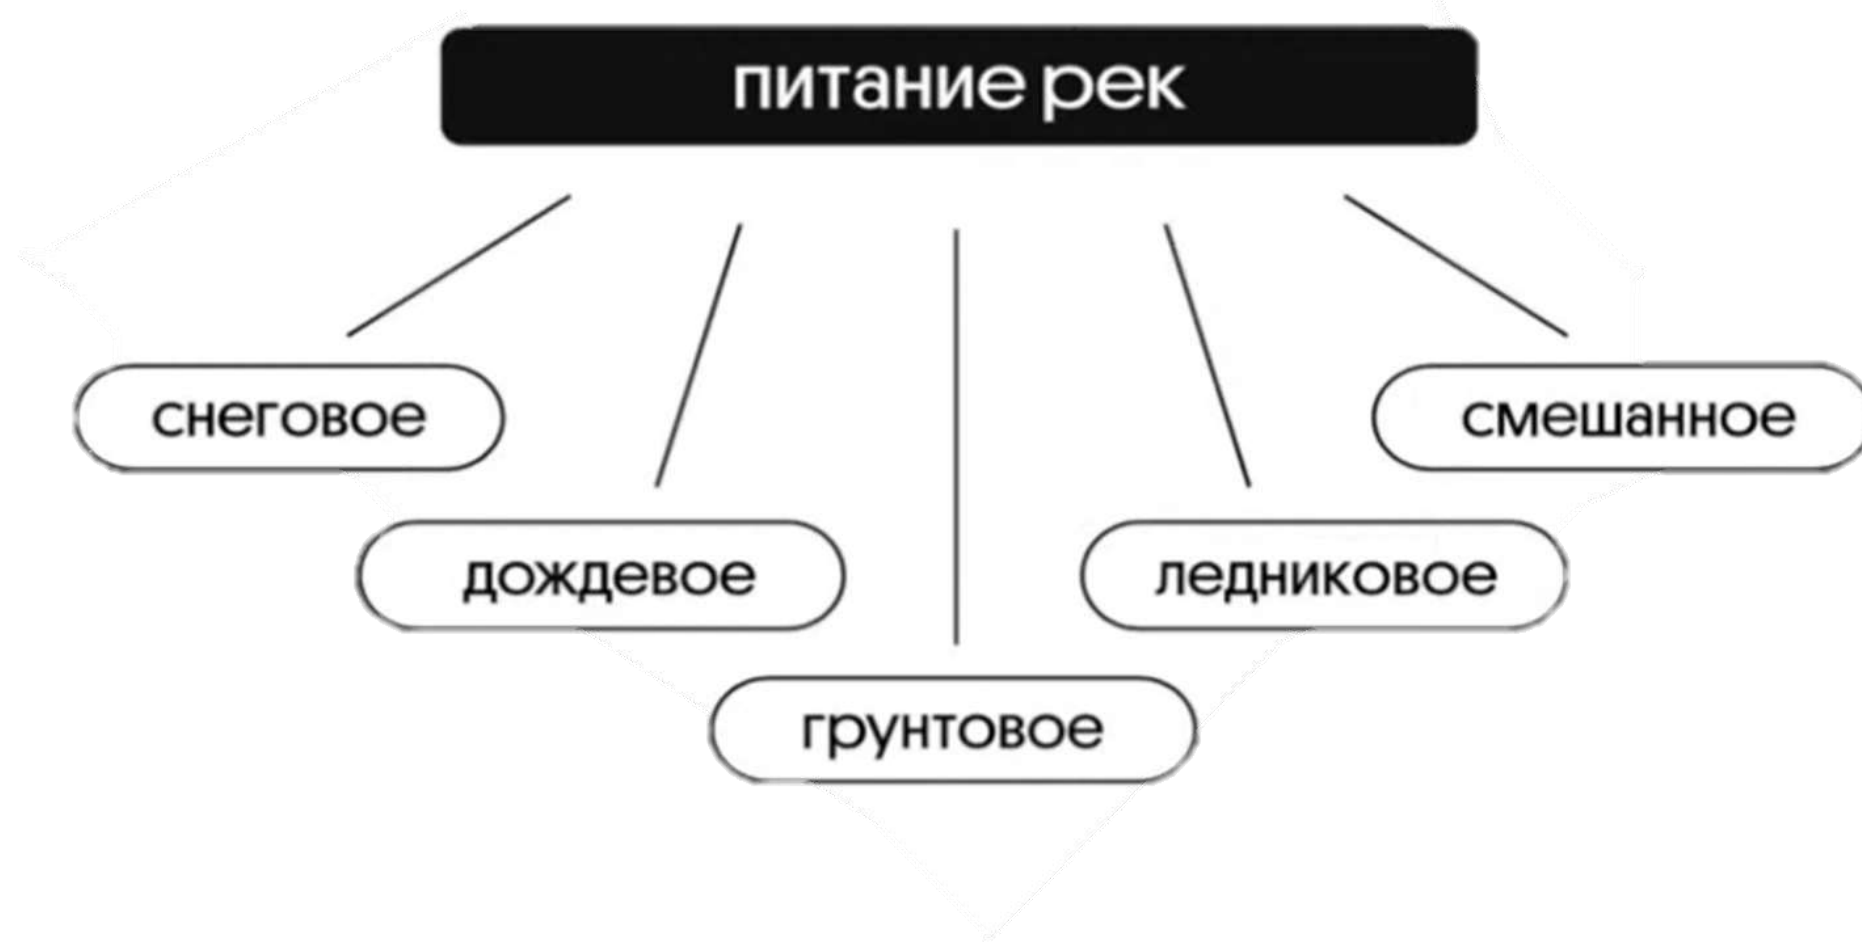 питание рек
снеговое
смешанное
дождевое
ледниковое
грунтовое